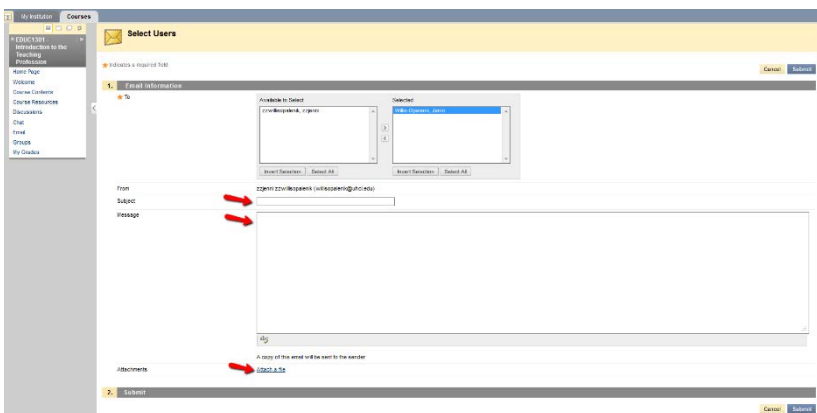 My Institution Courses
EDUC1301
Introduction to the
Teaching
Profession
Home Page
Welcome
Course Contents
Course Resources
Discussions
Chat
Email
Groups
My Grades
Select Users
indicates a required field.
Cancel Submit
1. Email Information
To
Available to Select
Selected
Invert Selection Select All
Invert Selection Select All
From
Subject
Message
A copy of this email will be sent to the sender
Attachments
Attach a file
2. Submit
Cancel Submit